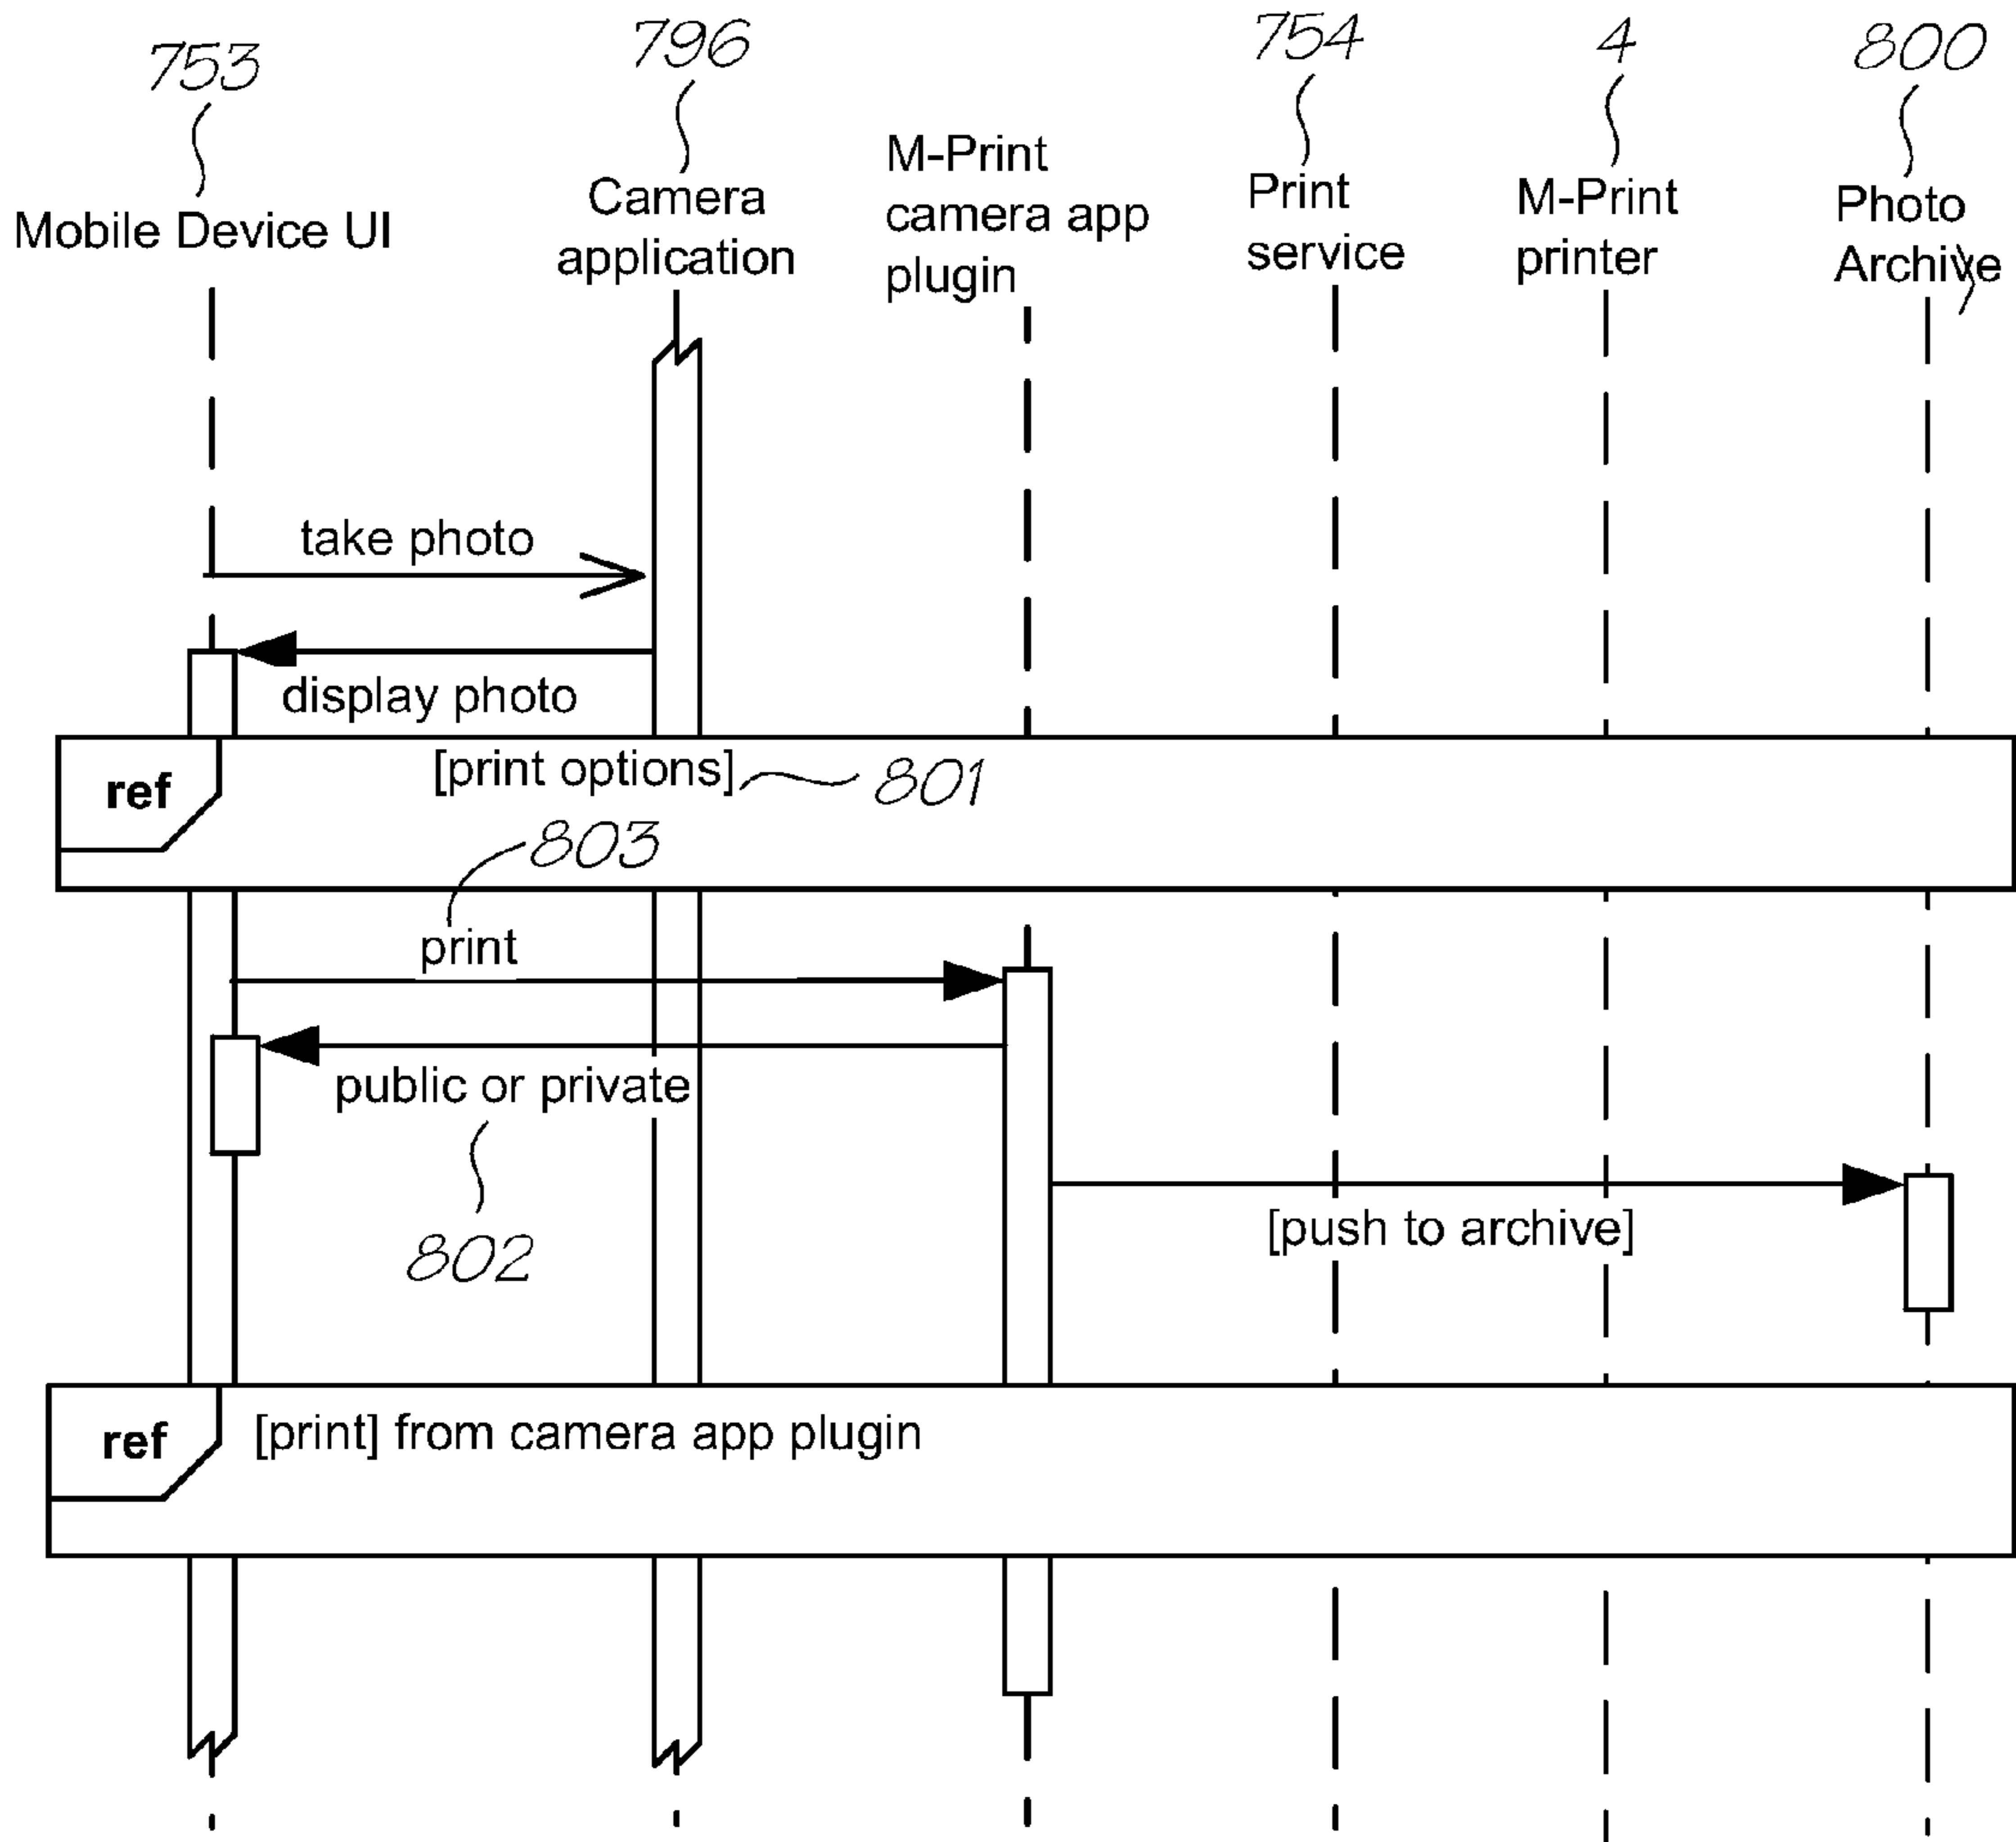 753
796
754
4
800
Mobile Device UI
Camera
application
M-Print
camera app
plugin
Print
service
M-Print
printer
Photo
Archive
take photo
display photo
ref
[print options]
801
803
print
public or private
802
[push to archive]
ref
[print] from camera app plugin